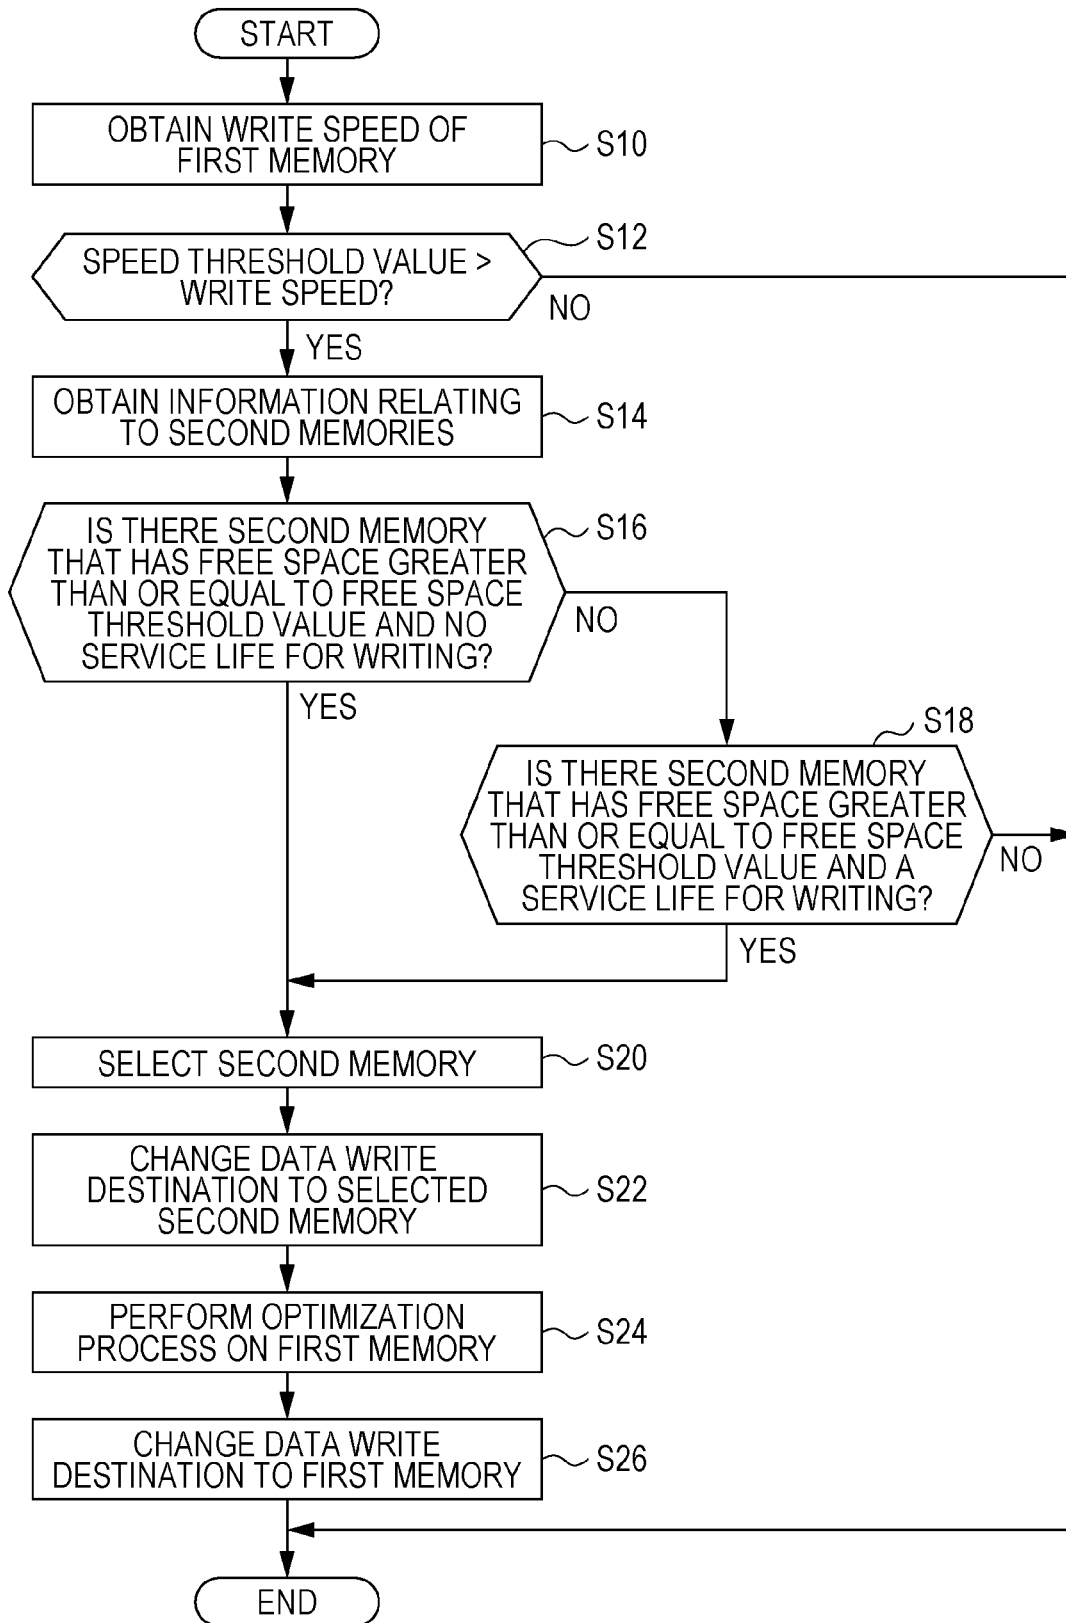 START
OBTAIN WRITE SPEED OF
FIRST MEMORY
S10
SPEED THRESHOLD VALUE >
WRITE SPEED?
S12
NO
YES
OBTAIN INFORMATION RELATING
TO SECOND MEMORIES
S14
IS THERE SECOND MEMORY
THAT HAS FREE SPACE GREATER
THAN OR EQUAL TO FREE SPACE
THRESHOLD VALUE AND NO
SERVICE LIFE FOR WRITING?
S16
NO
YES
S18
IS THERE SECOND MEMORY
THAT HAS FREE SPACE GREATER
THAN OR EQUAL TO FREE SPACE
THRESHOLD VALUE AND A
SERVICE LIFE FOR WRITING?
NO
YES
SELECT SECOND MEMORY
S20
CHANGE DATA WRITE
DESTINATION TO SELECTED
SECOND MEMORY
S22
PERFORM OPTIMIZATION
PROCESS ON FIRST MEMORY
S24
CHANGE DATA WRITE
DESTINATION TO FIRST MEMORY
S26
END